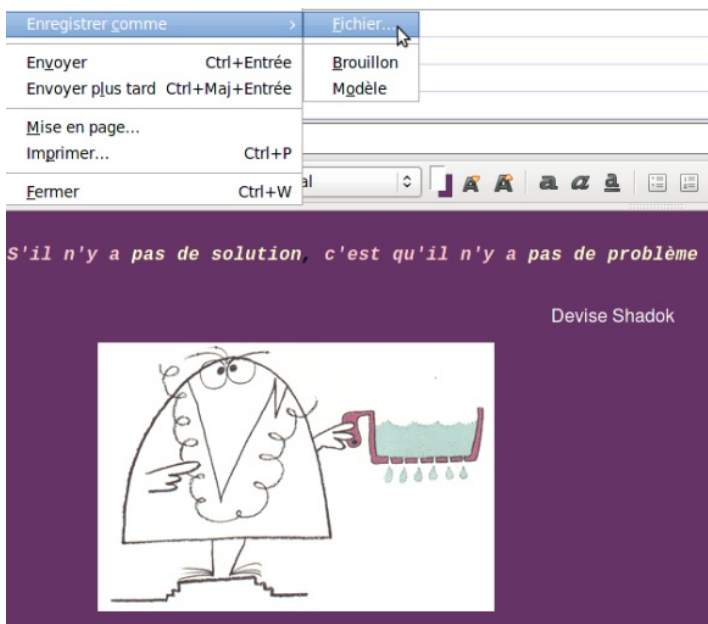 Enregistrer comme > Fichier...
Envoyer Ctrl+Entrée Brouillon
Envoyer plus tard Ctrl+Maj+Entrée Modèle
Mise en page...
Imprimer... Ctrl+P
Fermer Ctrl+W al
a a a
S'il n'y a pas de solution, c'est qu'il n'y a pas de problème
Devise Shadok